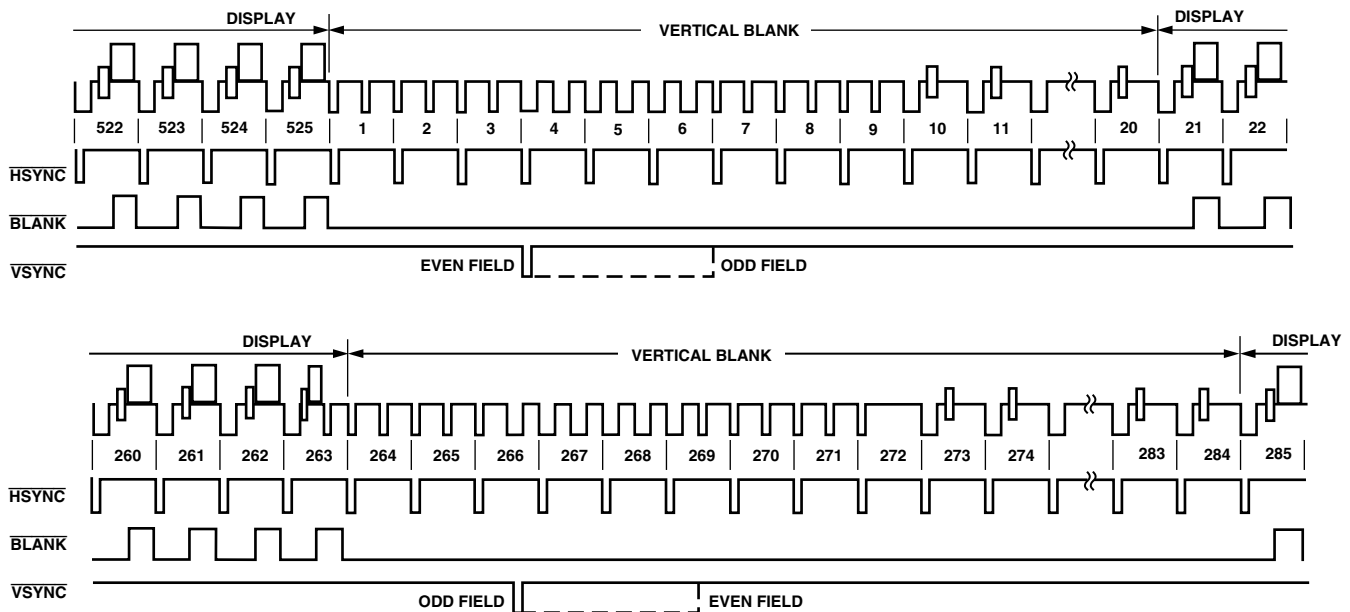 DISPLAY VERTICAL BLANK DISPLAY
522 523 524 525 1 2 3 4 5 6 7 8 9 10 11 20 21 22
HSYNC
BLANK
VSYNC EVEN FIELD ODD FIELD
DISPLAY VERTICAL BLANK DISPLAY
260 261 262 263 264 265 266 267 268 269 270 271 272 273 274 283 284 285
HSYNC
BLANK
VSYNC ODD FIELD EVEN FIELD